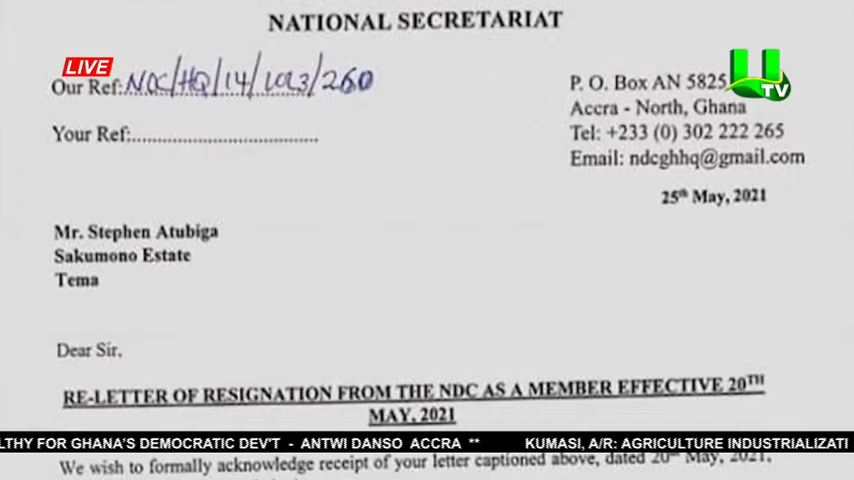 NATIONAL SECRETARIAT
LIVE
Our Ref: NDC/HQ/14/Vol.3/260
P. O. Box AN 5825
U
TV
Accra - North, Ghana
Your Ref:..............................
Tel: +233 (0) 302 222 265
Email: ndcghhq@gmail.com
25th May, 2021
Mr. Stephen Atubiga
Sakumono Estate
Tema
Dear Sir,
RE-LETTER OF RESIGNATION FROM THE NDC AS A MEMBER EFFECTIVE 20TH
MAY, 2021
LTHY FOR GHANA'S DEMOCRATIC DEV'T - ANTWI DANSO ACCRA ** KUMASI, A/R: AGRICULTURE INDUSTRIALIZATI
We wish to formally acknowledge receipt of your letter captioned above, dated 20th May, 2021,